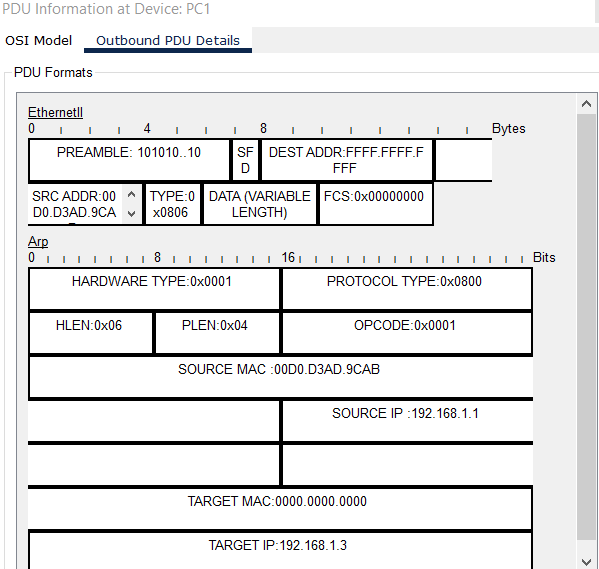 PDU Information at Device: PC1
OSI Model Outbound PDU Details
PDU Formats
EthernetII
0 4 8 Bytes
PREAMBLE: 101010..10 SF DEST ADDR:FFFF.FFFF.F
D FFF
SRC ADDR:00 TYPE:0 DATA (VARIABLE FCS:0x00000000
D0.D3AD.9CA x0806 LENGTH)
Arp
0 8 16 Bits
HARDWARE TYPE:0x0001 PROTOCOL TYPE:0x0800
HLEN:0x06 PLEN:0x04 OPCODE:0x0001
SOURCE MAC :00D0.D3AD.9CAB
SOURCE IP :192.168.1.1
TARGET MAC:0000.0000.0000
TARGET IP:192.168.1.3